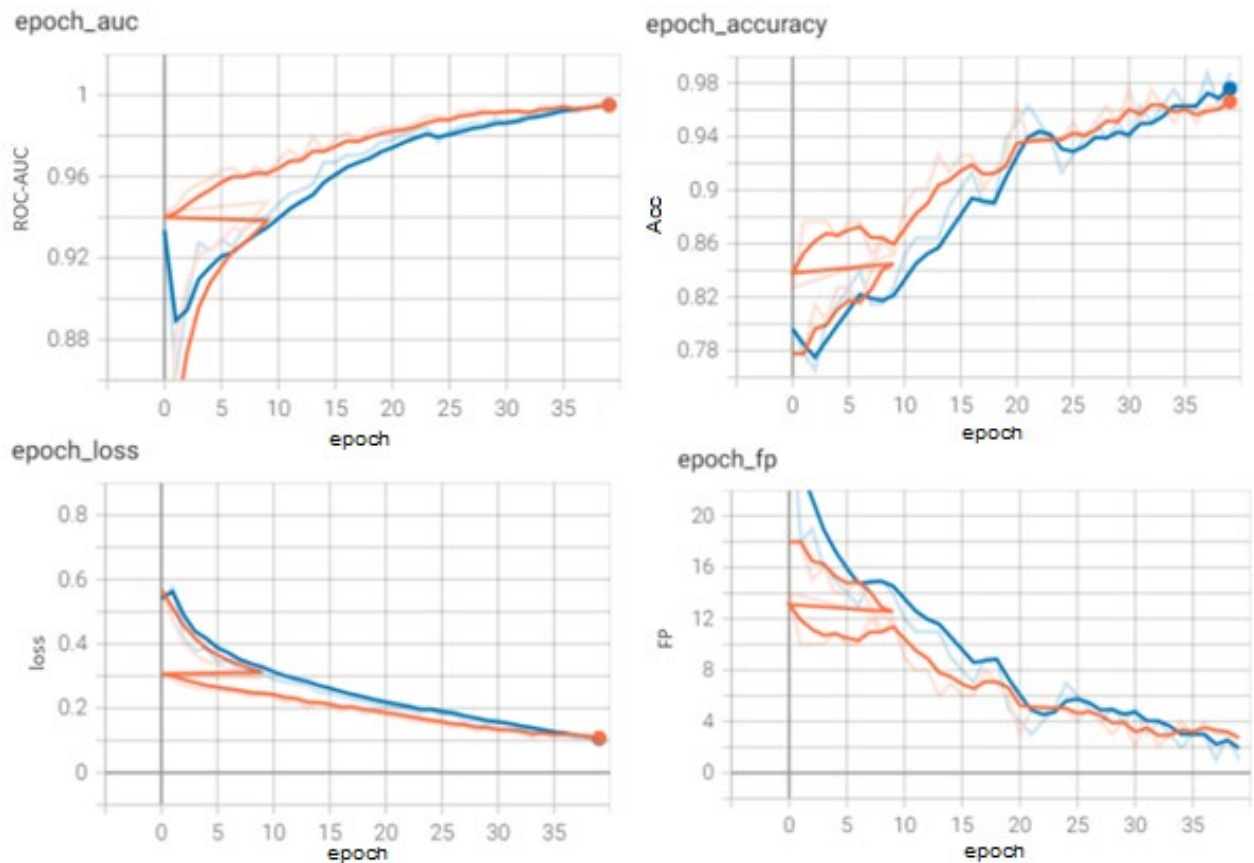 epoch_auc
1
0.96
0.92
0.88
ROC-AUC
0 5 10 15 20 25 30 35
epoch
epoch_accuracy
0.98
0.94
0.9
0.86
0.82
0.78
Acc
0 5 10 15 20 25 30 35
epoch
epoch_loss
0.8
0.6
0.4
0.2
0
loss
0 5 10 15 20 25 30 35
epoch
epoch_fp
20
16
12
8
4
0
FP
0 5 10 15 20 25 30 35
epoch